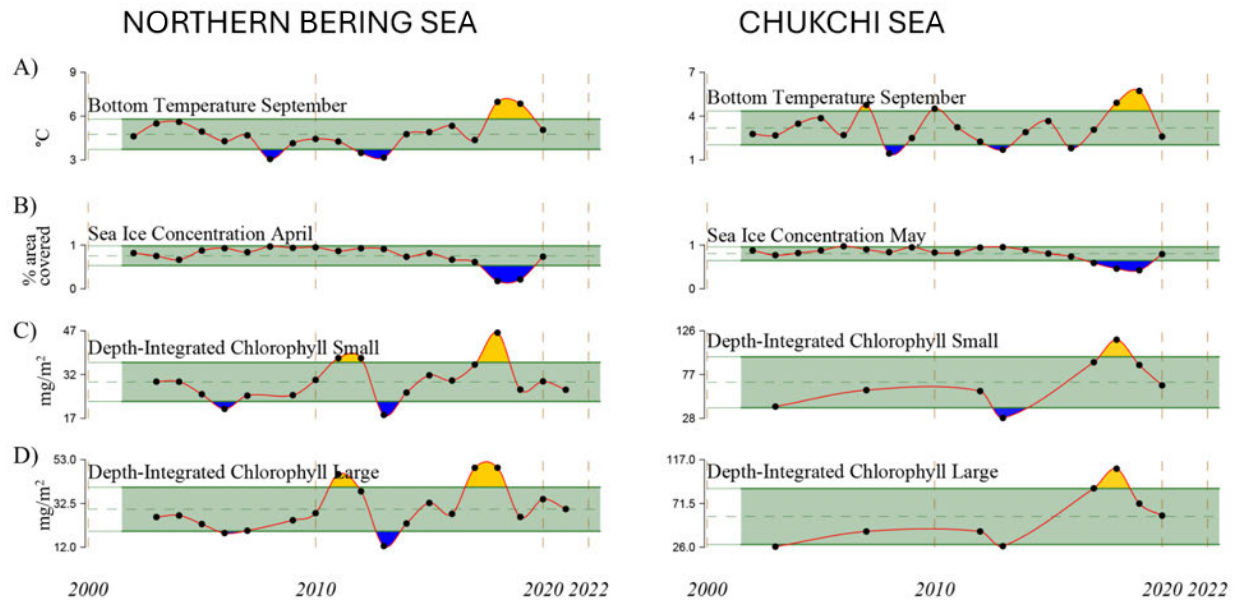 NORTHERN BERING SEA
CHUKCHI SEA
A)
9
6
3
°C
Bottom Temperature September
7
4
1
Bottom Temperature September
B)
1
0
% area
covered
Sea Ice Concentration April
1
0
Sea Ice Concentration May
C)
47
32
17
mg/m²
Depth-Integrated Chlorophyll Small
126
77
28
Depth-Integrated Chlorophyll Small
D)
53.0
32.5
12.0
mg/m²
Depth-Integrated Chlorophyll Large
117.0
71.5
26.0
Depth-Integrated Chlorophyll Large
2000 2010 2020 2022
2000 2010 2020 2022